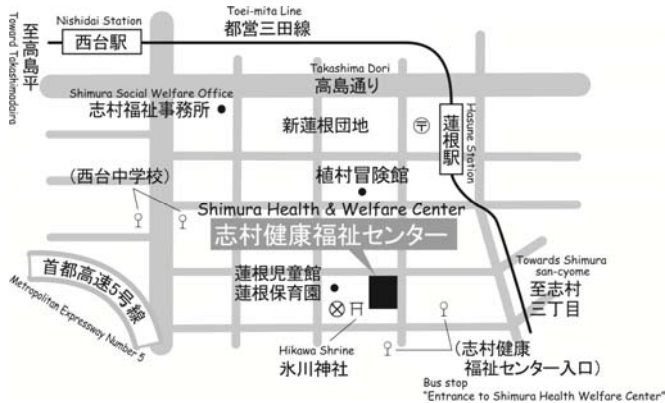 Toei-mita Line
都営三田線
Nishidai Station
西台駅
至高島平
Toward Takashimadaira
Takashima Dori
高島通り
Shimura Social Welfare Office
志村福祉事務所
新蓮根団地
蓮根駅
Hasune Station
(西台中学校)
植村冒険館
Shimura Health & Welfare Center
志村健康福祉センター
首都高速5号線
Metropolitan Expressway Number 5
蓮根児童館
蓮根保育園
Towards Shimura
san-cyome
至志村
三丁目
Hikawa Shrine
氷川神社
(志村健康
福祉センター入口)
Bus stop
"Entrance to Shimura Health Welfare Center"